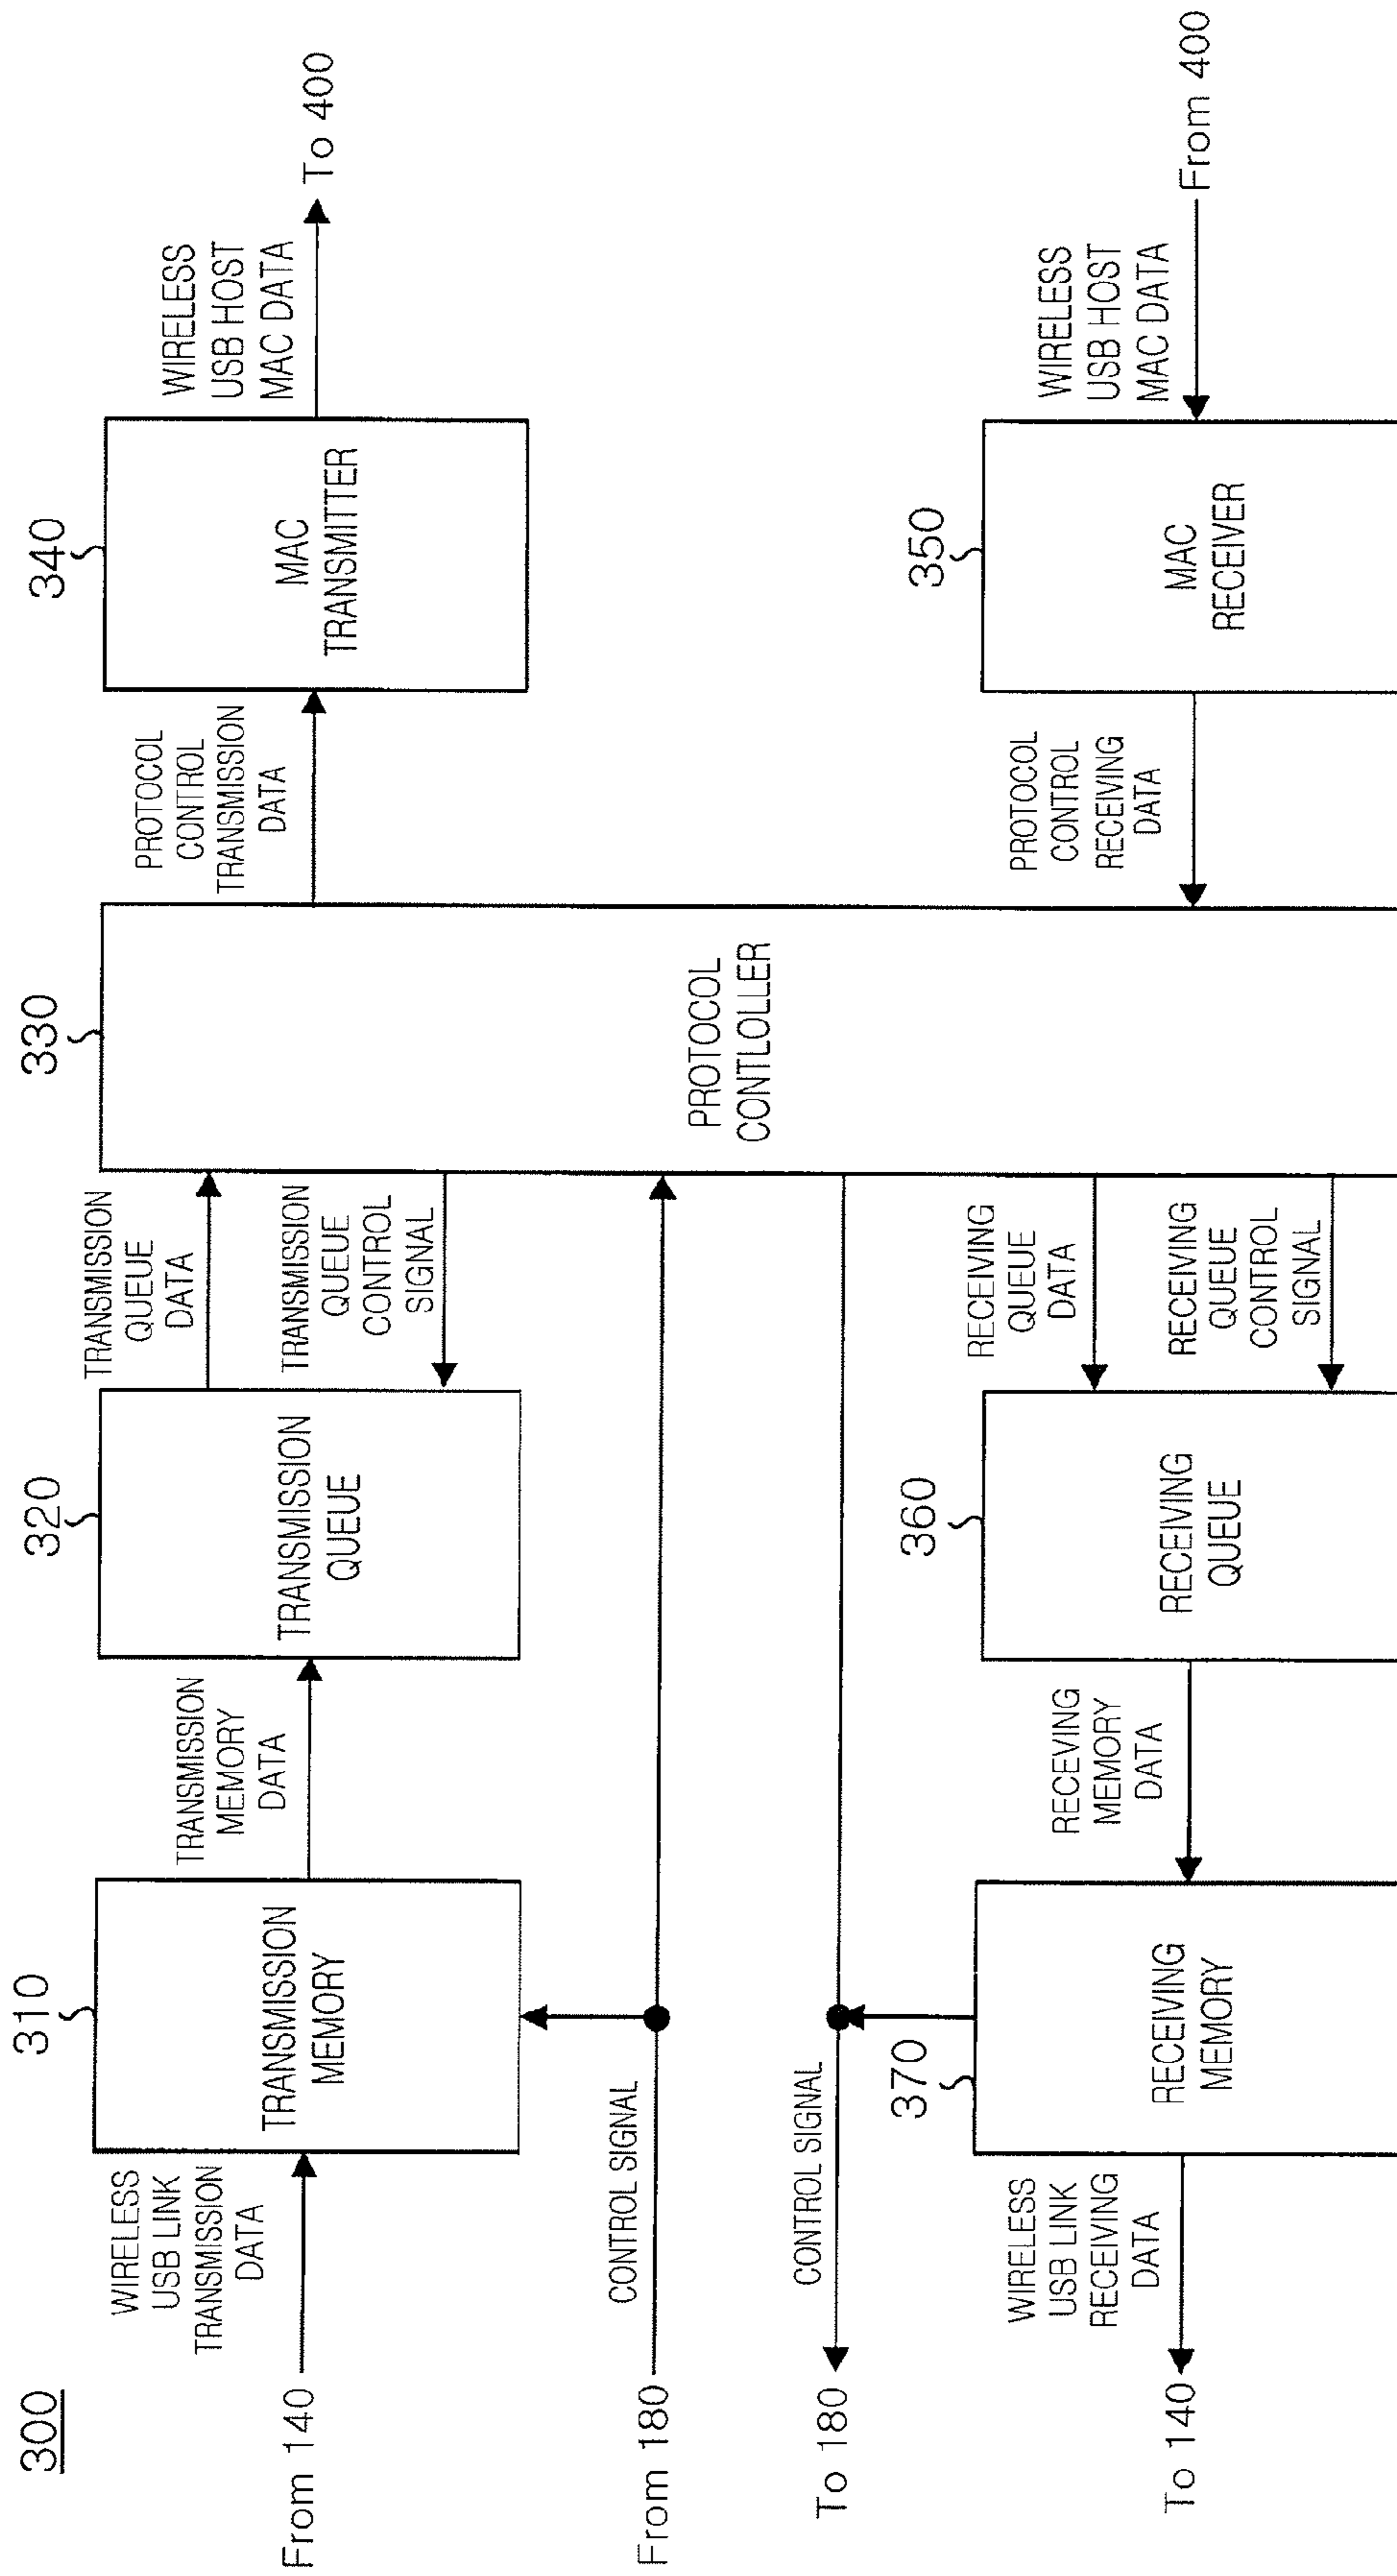 300
From 140
WIRELESS
USB LINK
TRANSMISSION
DATA
310
TRANSMISSION
MEMORY
TRANSMISSION
MEMORY
DATA
320
TRANSMISSION
QUEUE
TRANSMISSION
QUEUE
DATA
TRANSMISSION
QUEUE
CONTROL
SIGNAL
330
PROTOCOL
CONTLOLLER
PROTOCOL
CONTROL
TRANSMISSION
DATA
340
MAC
TRANSMITTER
WIRELESS
USB HOST
MAC DATA
To 400
From 180
CONTROL SIGNAL
To 180
CONTROL SIGNAL
To 140
WIRELESS
USB LINK
RECEIVING
DATA
370
RECEIVING
MEMORY
RECEVING
MEMORY
DATA
360
RECEIVING
QUEUE
RECEIVING
QUEUE
DATA
RECEIVING
QUEUE
CONTROL
SIGNAL
PROTOCOL
CONTROL
RECEIVING
DATA
350
MAC
RECEIVER
WIRELESS
USB HOST
MAC DATA
From 400